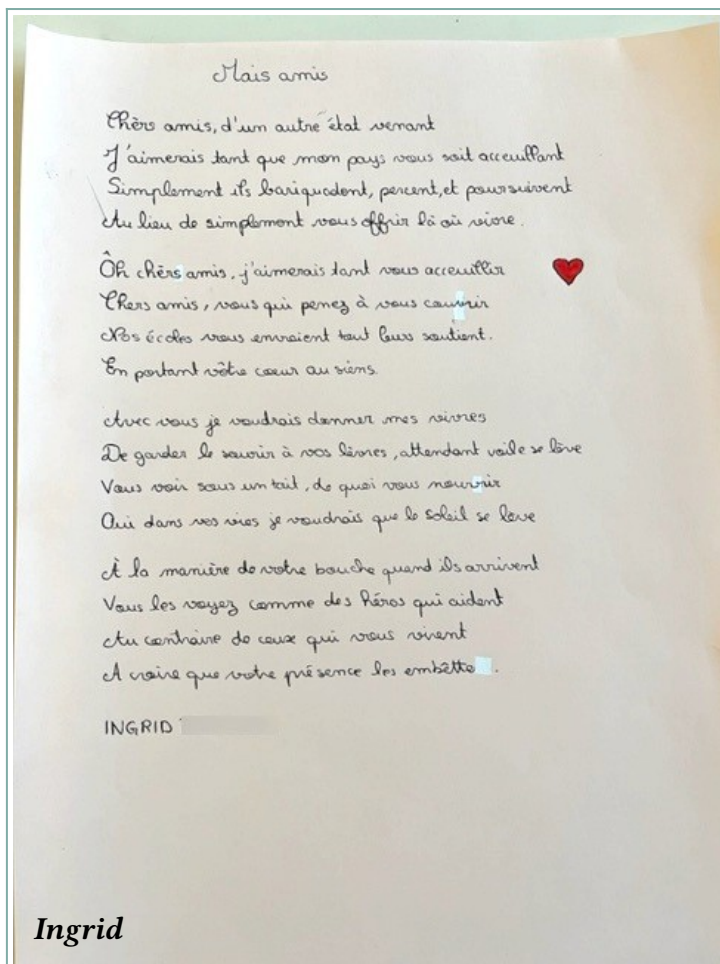 Mais amis
Chèrs amis, d'un autre état venant
J'aimerais tant que mon pays vous soit acceuillant
Simplement ils bariquadent, percent, et poursuivent
Au lieu de simplement vous offrir là où vivre.
Ôh chèrs amis, j'aimerais tant vous acceuillir
Chers amis, vous qui penez à vous couvrir
Nos écoles vous envoient tout leurs soutient.
En portant vôtre coeur au siens.
Avec vous je voudrais donner mes vivres
De garder le savoir à vos lèvres, attendant voile se lève
Vous voir sous un toit, de quoi vous nourrir
Oui dans vos vies je voudrais que le soleil se lève
À la manière de votre bouche quand ils arrivent
Vous les voyez comme des héros qui aident
Au contraire de ceux qui vous virent
A croire que votre présence les embêtte.
INGRID
Ingrid